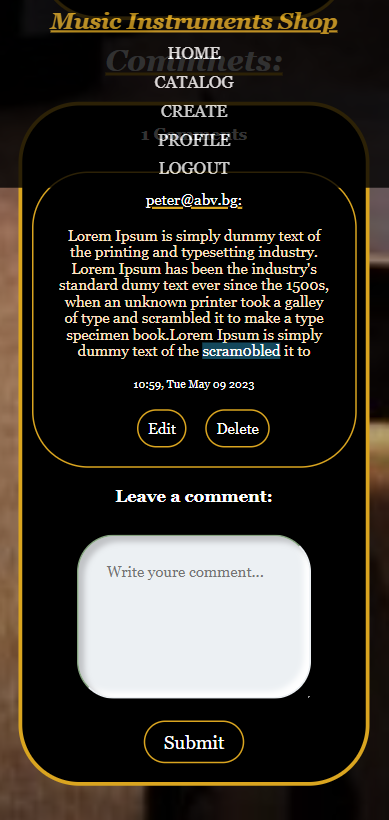 Music Instruments Shop
HOME
Commnets:
CATALOG
CREATE
1 Comments
PROFILE
LOGOUT
peter@abv.bg:
Lorem Ipsum is simply dummy text of
the printing and typesetting industry.
Lorem Ipsum has been the industry's
standard dumy text ever since the 1500s,
when an unknown printer took a galley
of type and scrambled it to make a type
specimen book.Lorem Ipsum is simply
dummy text of the scramobled it to
10:59, Tue May 09 2023
Edit Delete
Leave a comment:
Write youre comment...
Submit